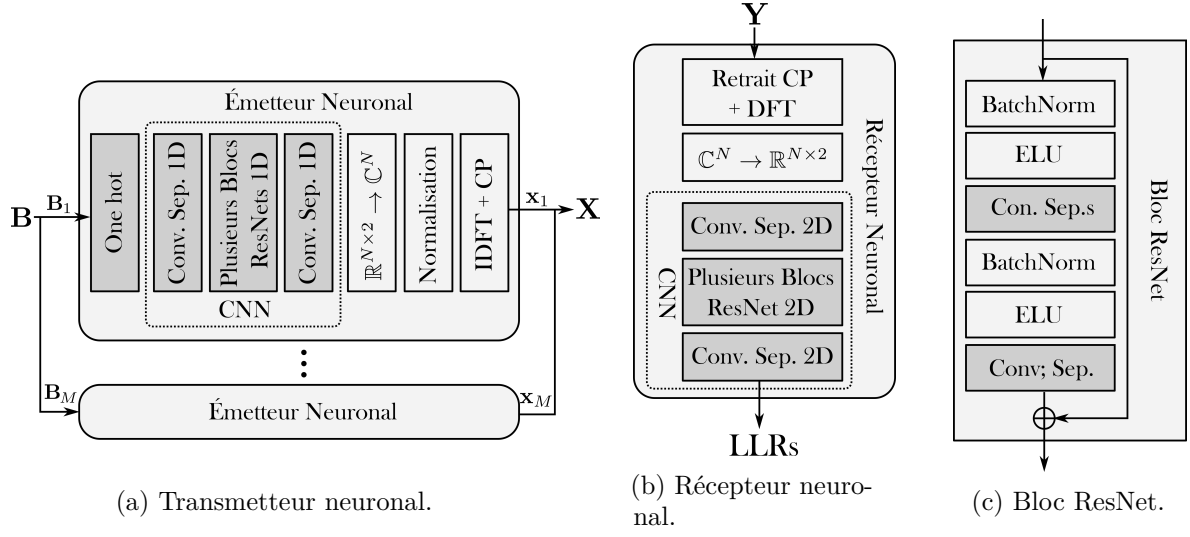 Émetteur Neuronal
B
B₁
One hot
Conv. Sep. 1D
Plusieurs Blocs
ResNets 1D
Conv. Sep. 1D
CNN
ℝ^{N×2} → ℂ^N
Normalisation
IDFT + CP
x₁
X
⋮
B_M
Émetteur Neuronal
x_M
(a) Transmetteur neuronal.
Y
Retrait CP
+ DFT
ℂ^N → ℝ^{N×2}
Conv. Sep. 2D
Plusieurs Blocs
ResNet 2D
Conv. Sep. 2D
CNN
Récepteur Neuronal
LLRs
(b) Récepteur neuro-
nal.
BatchNorm
ELU
Con. Sep.s
BatchNorm
ELU
Conv; Sep.
Bloc ResNet
(c) Bloc ResNet.